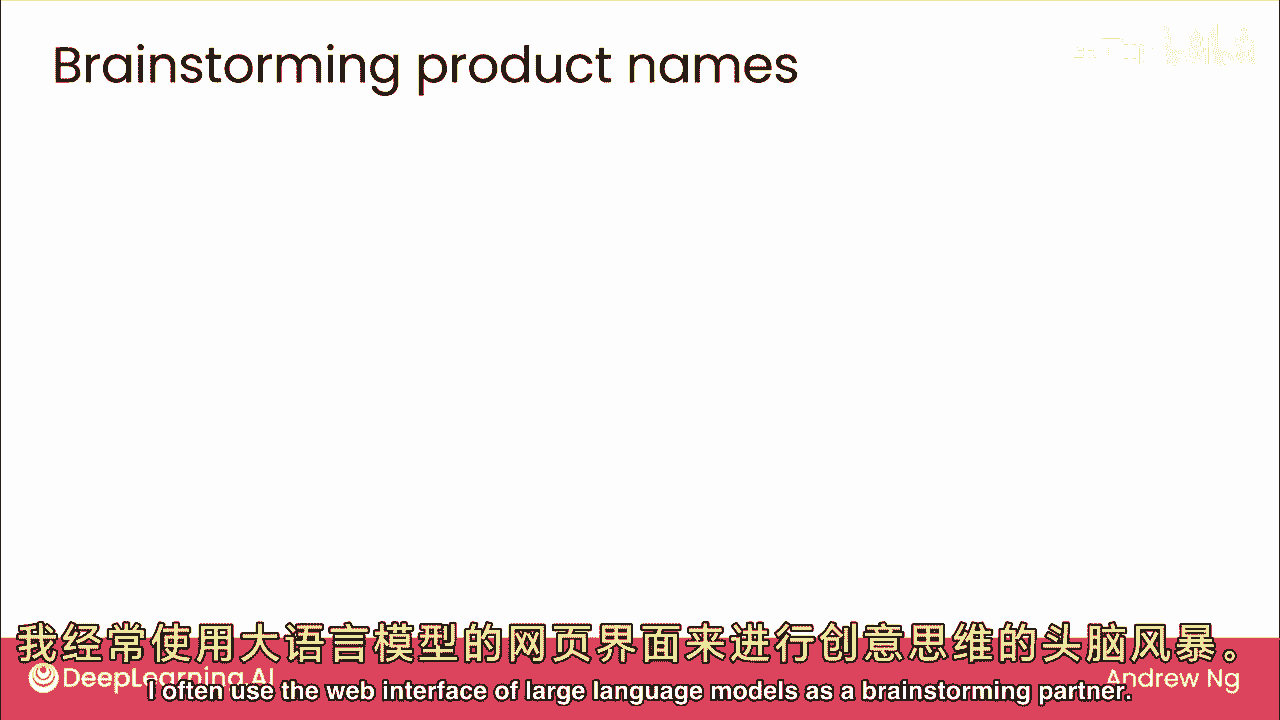 Brainstorming product names
我经常使用大语言模型的网页界面来进行创意思维的头脑风暴。
DeepLearning.AI
I often use the web interface of large language models as a brainstorming partner.
Andrew Ng